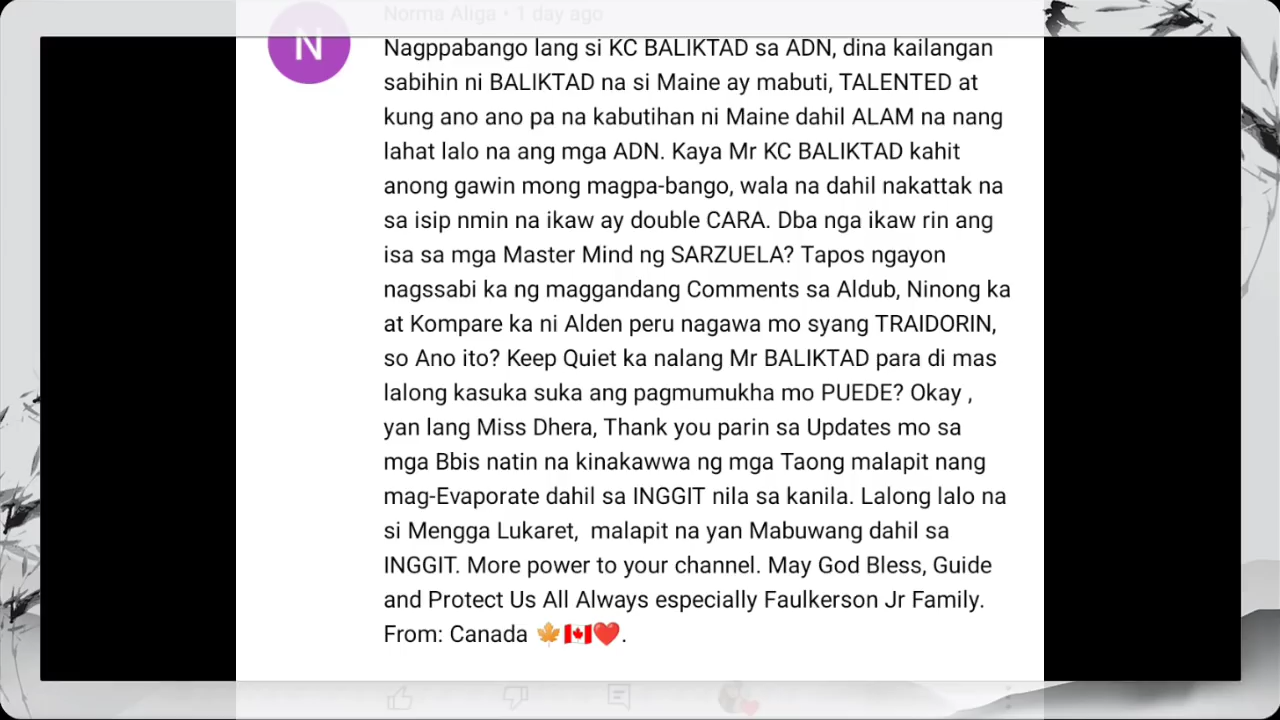 Norma Aliga • 1 day ago
N
Nagppabango lang si KC BALIKTAD sa ADN, dina kailangan
sabihin ni BALIKTAD na si Maine ay mabuti, TALENTED at
kung ano ano pa na kabutihan ni Maine dahil ALAM na nang
lahat lalo na ang mga ADN. Kaya Mr KC BALIKTAD kahit
anong gawin mong magpa-bango, wala na dahil nakattak na
sa isip nmin na ikaw ay double CARA. Dba nga ikaw rin ang
isa sa mga Master Mind ng SARZUELA? Tapos ngayon
nagssabi ka ng maggandang Comments sa Aldub, Ninong ka
at Kompare ka ni Alden peru nagawa mo syang TRAIDORIN,
so Ano ito? Keep Quiet ka nalang Mr BALIKTAD para di mas
lalong kasuka suka ang pagmumukha mo PUEDE? Okay ,
yan lang Miss Dhera, Thank you parin sa Updates mo sa
mga Bbis natin na kinakawwa ng mga Taong malapit nang
mag-Evaporate dahil sa INGGIT nila sa kanila. Lalong lalo na
si Mengga Lukaret,  malapit na yan Mabuwang dahil sa
INGGIT. More power to your channel. May God Bless, Guide
and Protect Us All Always especially Faulkerson Jr Family.
From: Canada 🍁🇨🇦❤️.